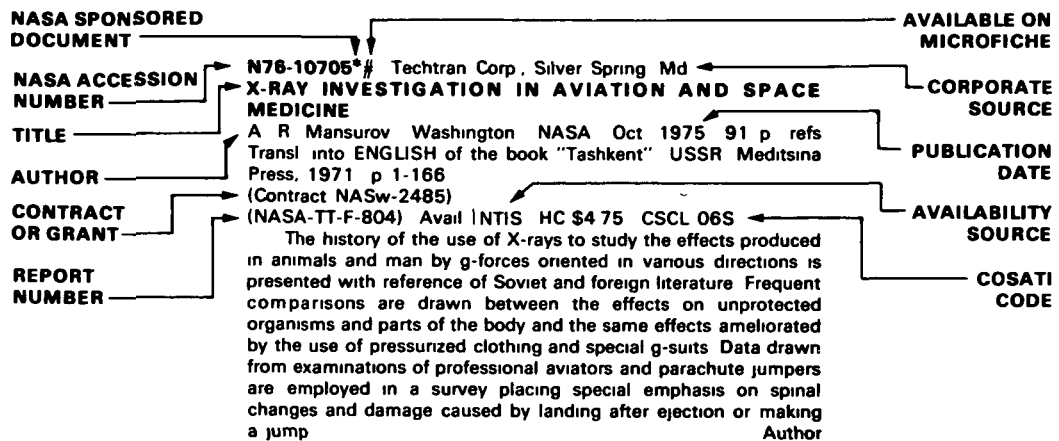 NASA SPONSORED
DOCUMENT
NASA ACCESSION
NUMBER
TITLE
AUTHOR
CONTRACT
OR GRANT
REPORT
NUMBER
N76-10705*# Techtran Corp, Silver Spring Md
X-RAY INVESTIGATION IN AVIATION AND SPACE
MEDICINE
A R Mansurov Washington NASA Oct 1975 91 p refs
Transl into ENGLISH of the book "Tashkent" USSR Meditsina
Press, 1971 p 1-166
(Contract NASw-2485)
(NASA-TT-F-804) Avail NTIS HC $4 75 CSCL 06S
The history of the use of X-rays to study the effects produced
in animals and man by g-forces oriented in various directions is
presented with reference of Soviet and foreign literature Frequent
comparisons are drawn between the effects on unprotected
organisms and parts of the body and the same effects ameliorated
by the use of pressurized clothing and special g-suits Data drawn
from examinations of professional aviators and parachute jumpers
are employed in a survey placing special emphasis on spinal
changes and damage caused by landing after ejection or making
a jump Author
AVAILABLE ON
MICROFICHE
CORPORATE
SOURCE
PUBLICATION
DATE
AVAILABILITY
SOURCE
COSATI
CODE